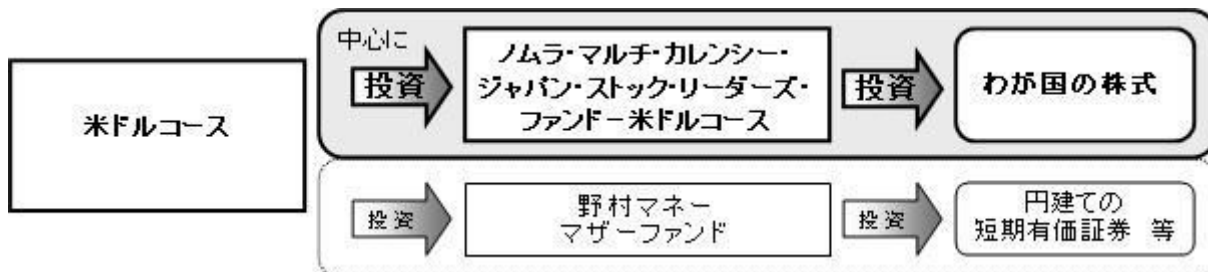 米ドルコース
中心に
投資
ノムラ・マルチ・カレンシー・
ジャパン・ストック・リーダーズ・
ファンド－米ドルコース
投資
わが国の株式
投資
野村マネー
マザーファンド
投資
円建ての
短期有価証券 等